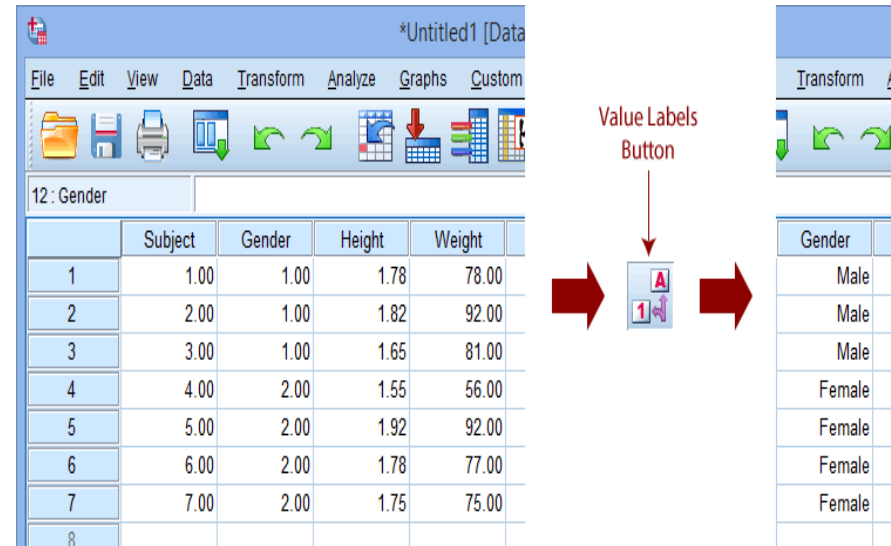 *Untitled1 [Data
File Edit View Data Transform Analyze Graphs Custom
12 : Gender
Subject Gender Height Weight
1 1.00 1.00 1.78 78.00
2 2.00 1.00 1.82 92.00
3 3.00 1.00 1.65 81.00
4 4.00 2.00 1.55 56.00
5 5.00 2.00 1.92 92.00
6 6.00 2.00 1.78 77.00
7 7.00 2.00 1.75 75.00
8
Value Labels
Button
A
1
Transform
Gender
Male
Male
Male
Female
Female
Female
Female